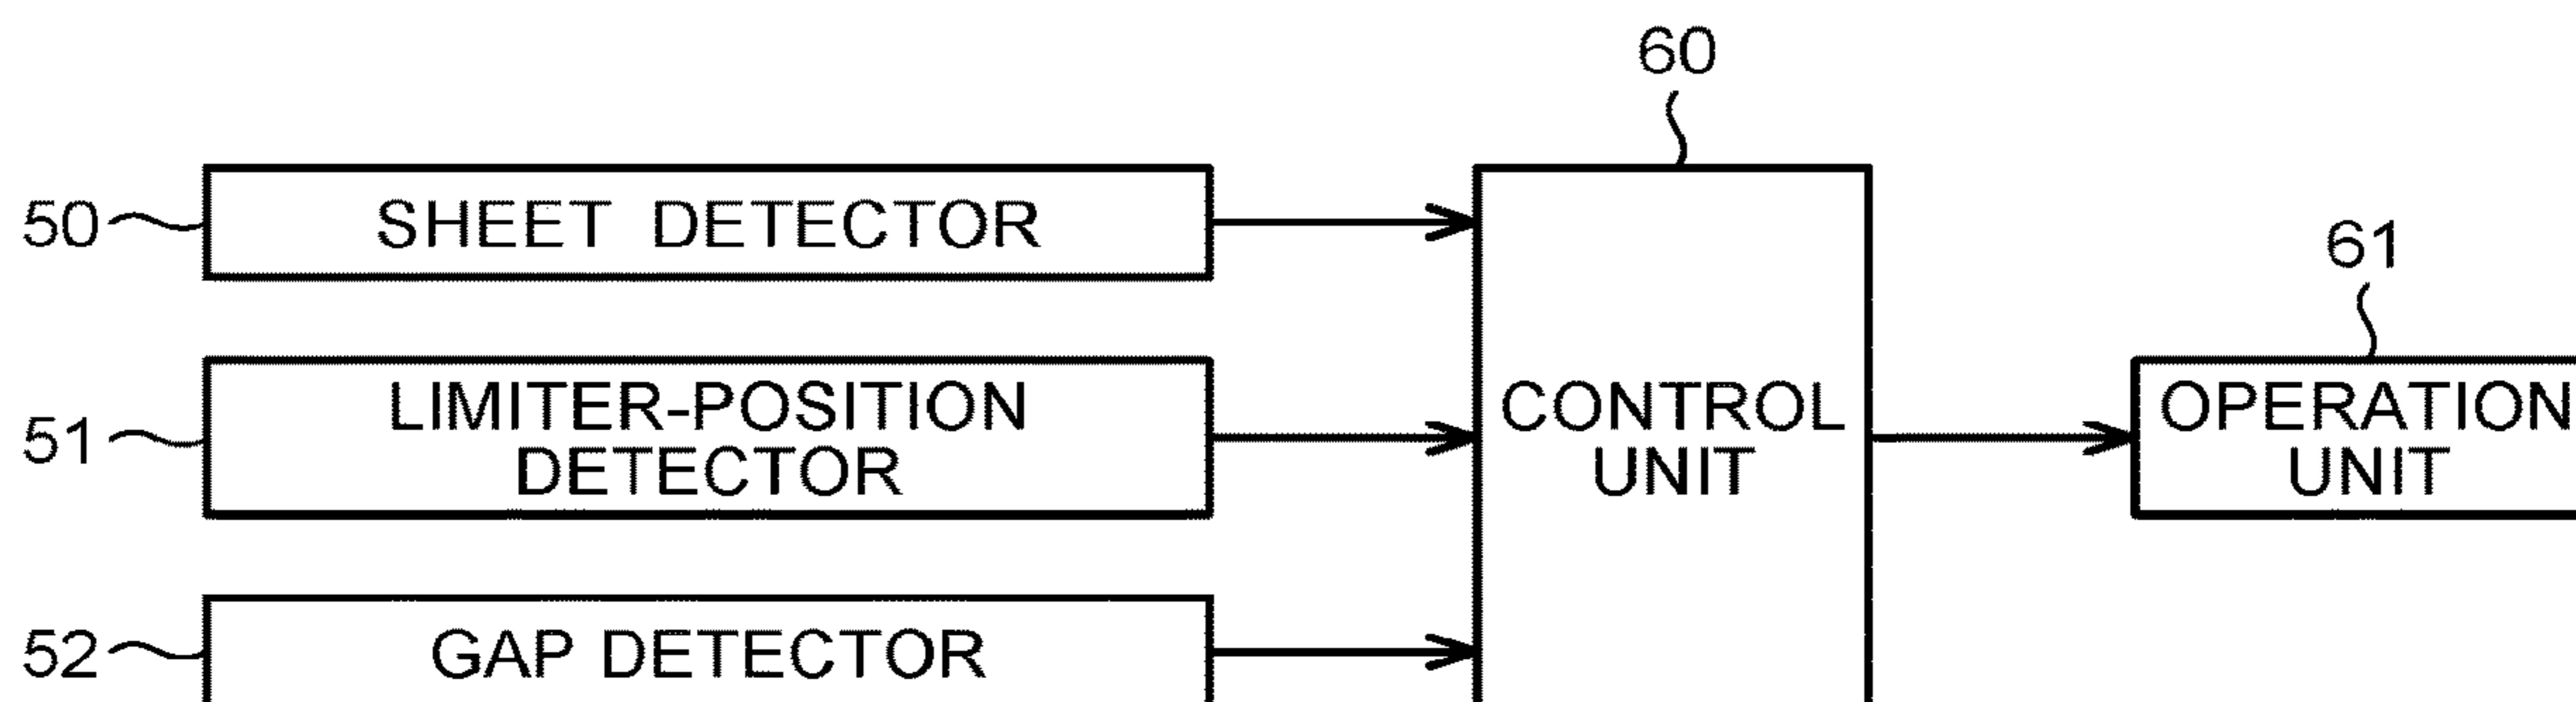 60
50
SHEET DETECTOR
61
51
LIMITER-POSITION
DETECTOR
CONTROL
UNIT
OPERATION
UNIT
52
GAP DETECTOR